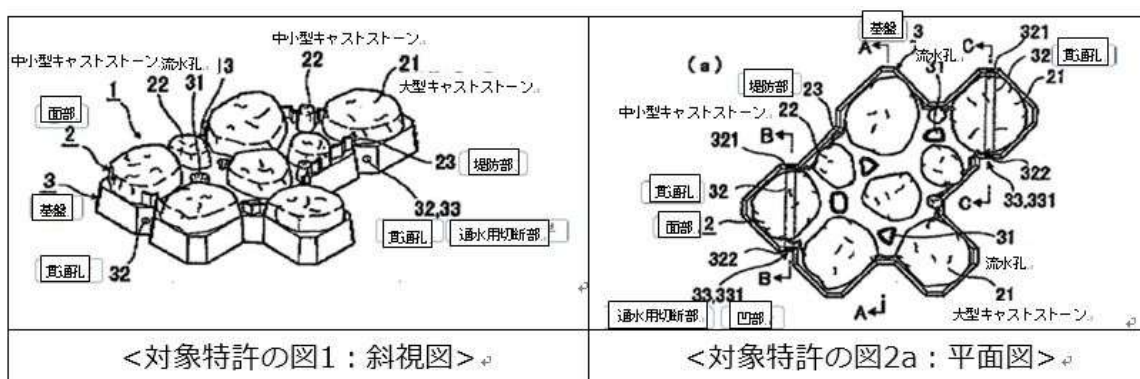 中小型キャストストーン
中小型キャストストーン
流水孔
3
22
31
22
21
大型キャストストーン
1
面部
2
3
基盤
23
堤防部
32,33
貫通孔
通水用切断部
貫通孔
32
<対象特許の図1：斜視図>
基盤
A
3
C
321
(a)
流水孔
31
32
貫通孔
21
堤防部
23
中小型キャストストーン
22
B
321
322
貫通孔
32
C
33,331
面部
2
31
322
B
流水孔
33,331
21
通水用切断部
凹部
A
大型キャストストーン
<対象特許の図2a：平面図>